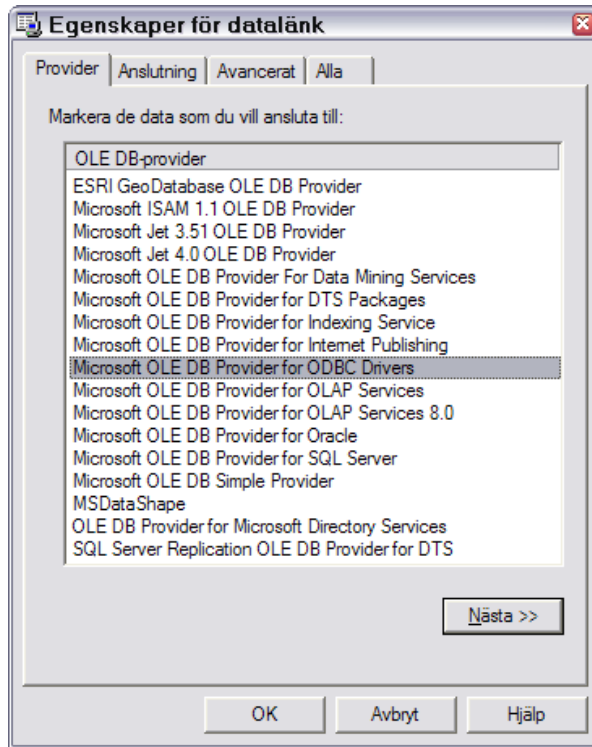 Egenskaper för datalänk
Provider Anslutning Avancerat Alla
Markera de data som du vill ansluta till:
OLE DB-provider
ESRI GeoDatabase OLE DB Provider
Microsoft ISAM 1.1 OLE DB Provider
Microsoft Jet 3.51 OLE DB Provider
Microsoft Jet 4.0 OLE DB Provider
Microsoft OLE DB Provider For Data Mining Services
Microsoft OLE DB Provider for DTS Packages
Microsoft OLE DB Provider for Indexing Service
Microsoft OLE DB Provider for Internet Publishing
Microsoft OLE DB Provider for ODBC Drivers
Microsoft OLE DB Provider for OLAP Services
Microsoft OLE DB Provider for OLAP Services 8.0
Microsoft OLE DB Provider for Oracle
Microsoft OLE DB Provider for SQL Server
Microsoft OLE DB Simple Provider
MSDataShape
OLE DB Provider for Microsoft Directory Services
SQL Server Replication OLE DB Provider for DTS
Nästa >>
OK Avbryt Hjälp